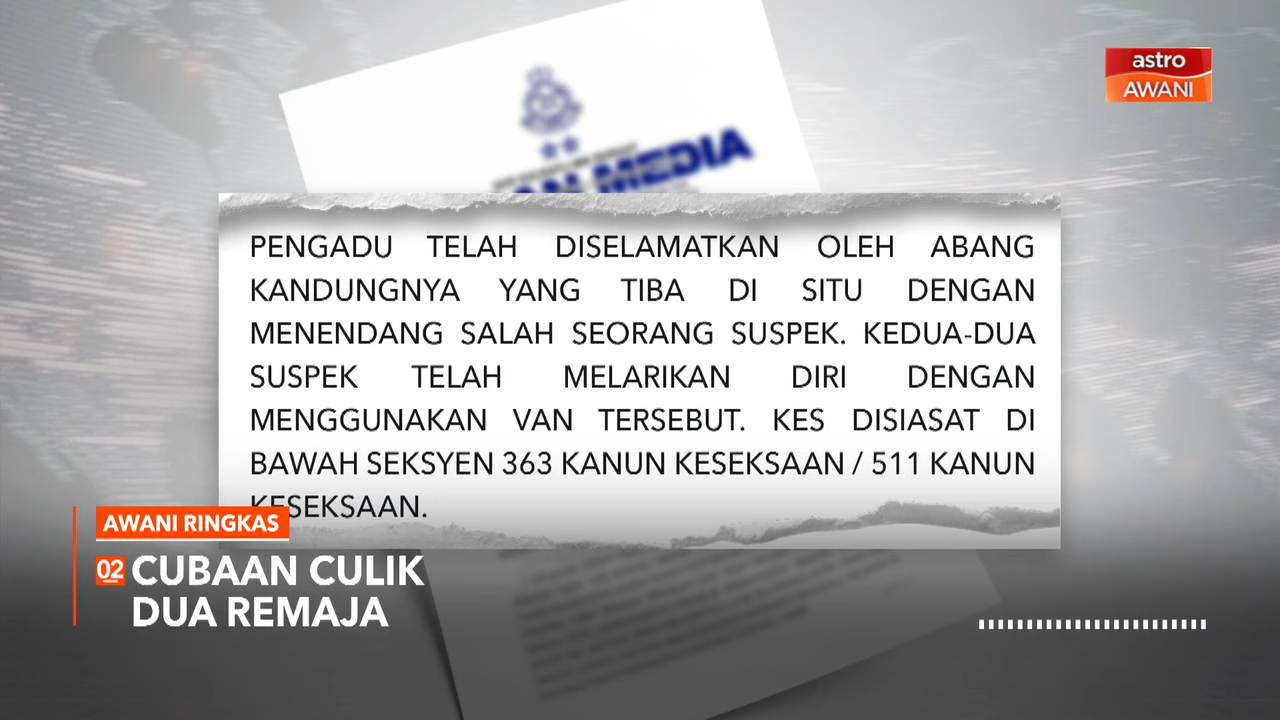 astro
AWANI
MEDIA
PENGADU TELAH DISELAMATKAN OLEH ABANG
KANDUNGNYA YANG TIBA DI SITU DENGAN
MENENDANG SALAH SEORANG SUSPEK. KEDUA-DUA
SUSPEK TELAH MELARIKAN DIRI DENGAN
MENGGUNAKAN VAN TERSEBUT. KES DISIASAT DI
BAWAH SEKSYEN 363 KANUN KESEKSAAN / 511 KANUN
KESEKSAAN.
AWANI RINGKAS
02 CUBAAN CULIK
DUA REMAJA